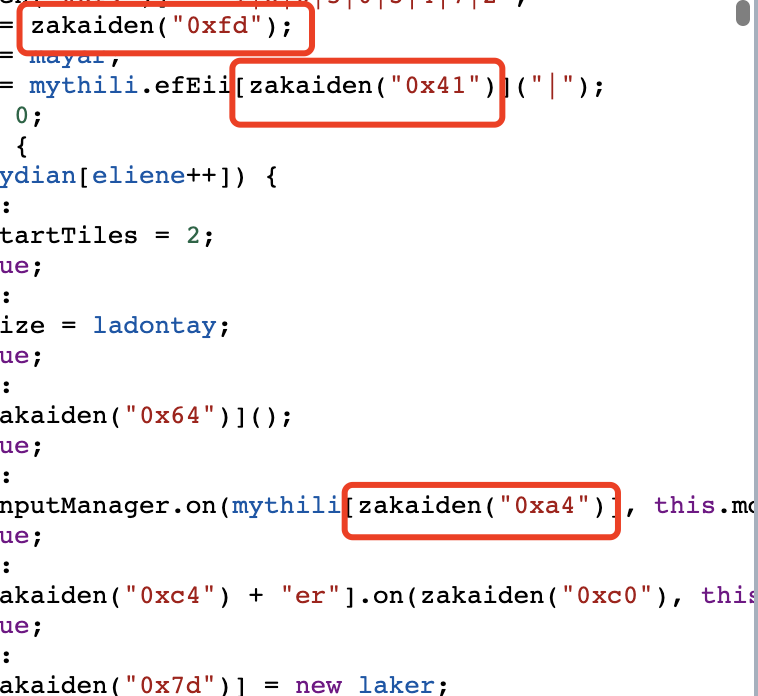 = zakaiden("0xfd");
= mayar;
= mythili.efEii[zakaiden("0x41")]("|");
0;
{
ydian[eliene++]) {
:
tartTiles = 2;
ue;
:
ize = ladontay;
ue;
:
akaiden("0x64")]();
ue;
:
nputManager.on(mythili[zakaiden("0xa4")], this.mo
ue;
:
akaiden("0xc4") + "er"].on(zakaiden("0xc0"), this
ue;
:
akaiden("0x7d")] = new laker;